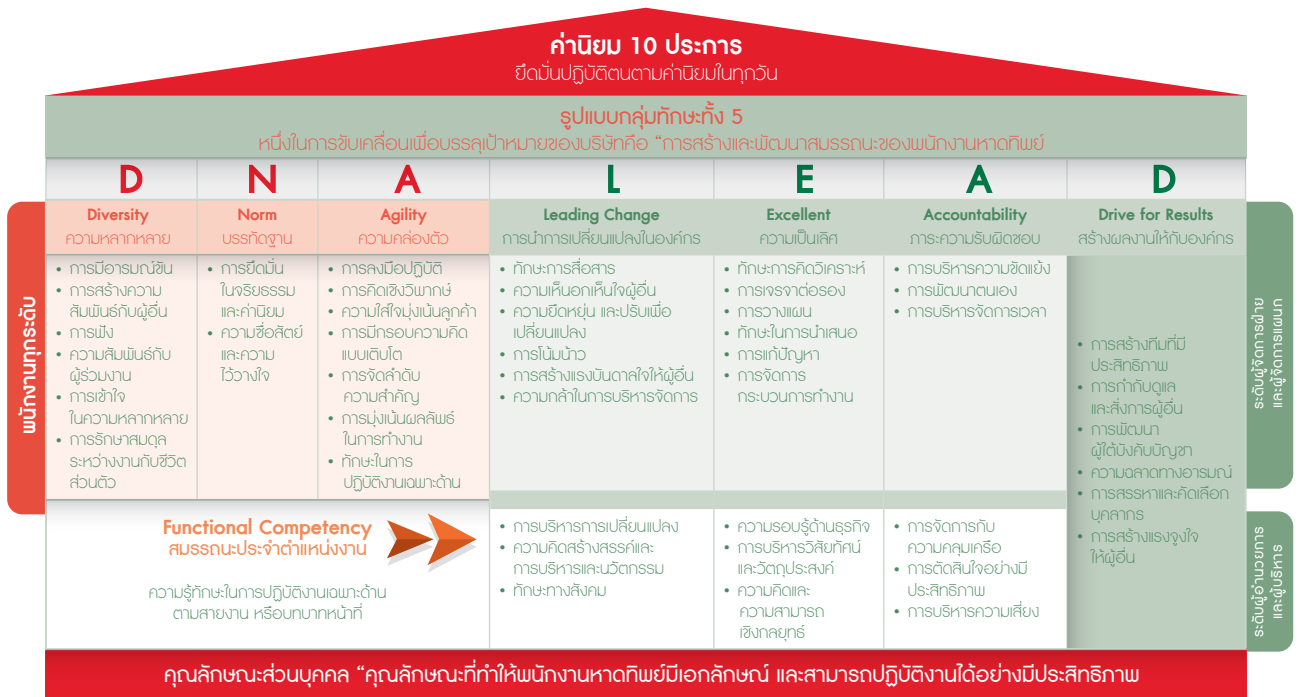 ค่านิยม 10 ประการ
ยึดมั่นปฏิบัติตนตามค่านิยมในทุกวัน
รูปแบบกลุ่มทักษะทั้ง 5
หนึ่งในการขับเคลื่อนเพื่อบรรลุเป้าหมายของบริษัทคือ “การสร้างและพัฒนาสมรรถนะของพนักงานหาดทิพย์
D N A L E A D
พนักงานทุกระดับ
Diversity
ความหลากหลาย
• การมีอารมณ์ขัน
• การสร้างความ
สัมพันธ์กับผู้อื่น
• การฟัง
• ความสัมพันธ์กับ
ผู้ร่วมงาน
• การเข้าใจ
ในความหลากหลาย
• การรักษาสมดุล
ระหว่างงานกับชีวิต
ส่วนตัว
Norm
บรรทัดฐาน
• การยึดมั่น
ในจริยธรรม
และค่านิยม
• ความซื่อสัตย์
และความ
ไว้วางใจ
Agility
ความคล่องตัว
• การลงมือปฏิบัติ
• การคิดเชิงวิพากษ์
• ความใส่ใจมุ่งเน้นลูกค้า
• การมีกรอบความคิด
แบบเติบโต
• การจัดลำดับ
ความสำคัญ
• การมุ่งเน้นผลลัพธ์
ในการทำงาน
• ทักษะในการ
ปฏิบัติงานเฉพาะด้าน
Leading Change
การนำการเปลี่ยนแปลงในองค์กร
• ทักษะการสื่อสาร
• ความเห็นอกเห็นใจผู้อื่น
• ความยืดหยุ่น และปรับเพื่อ
เปลี่ยนแปลง
• การโน้มน้าว
• การสร้างแรงบันดาลใจให้ผู้อื่น
• ความกล้าในการบริหารจัดการ
Excellent
ความเป็นเลิศ
• ทักษะการคิดวิเคราะห์
• การเจรจาต่อรอง
• การวางแผน
• ทักษะในการนำเสนอ
• การแก้ปัญหา
• การจัดการ
กระบวนการทำงาน
Accountability
ภาระความรับผิดชอบ
• การบริหารความขัดแย้ง
• การพัฒนาตนเอง
• การบริหารจัดการเวลา
Drive for Results
สร้างผลงานให้กับองค์กร
• การสร้างทีมที่มี
ประสิทธิภาพ
• การกำกับดูแล
และสั่งการผู้อื่น
• การพัฒนา
ผู้ใต้บังคับบัญชา
• ความฉลาดทางอารมณ์
• การสรรหาและคัดเลือก
บุคลากร
• การสร้างแรงจูงใจ
ให้ผู้อื่น
ระดับผู้จัดการฝ่าย
และผู้จัดการแผนก
Functional Competency
สมรรถนะประจำตำแหน่งงาน
ความรู้ทักษะในการปฏิบัติงานเฉพาะด้าน
ตามสายงาน หรือบทบาทหน้าที่
• การบริหารการเปลี่ยนแปลง
• ความคิดสร้างสรรค์และ
การบริหารและนวัตกรรม
• ทักษะทางสังคม
• ความรอบรู้ด้านธุรกิจ
• การบริหารวิสัยทัศน์
และวัตถุประสงค์
• ความคิดและ
ความสามารถ
เชิงกลยุทธ์
• การจัดการกับ
ความคลุมเครือ
• การตัดสินใจอย่างมี
ประสิทธิภาพ
• การบริหารความเสี่ยง
ระดับผู้อำนวยการ
และผู้บริหาร
คุณลักษณะส่วนบุคคล “คุณลักษณะที่ทำให้พนักงานหาดทิพย์มีเอกลักษณ์ และสามารถปฏิบัติงานได้อย่างมีประสิทธิภาพ